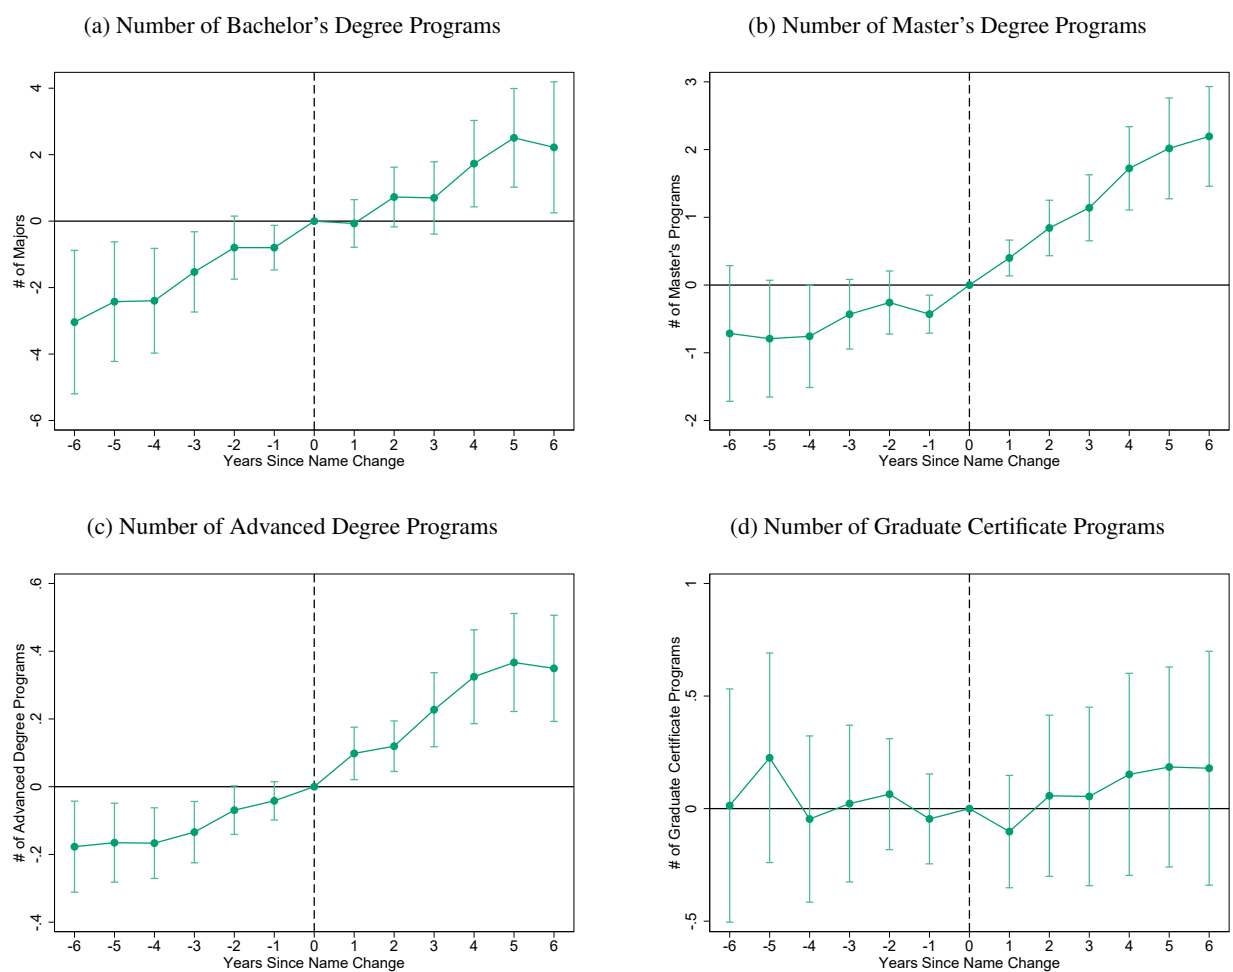 (a) Number of Bachelor’s Degree Programs
# of Majors
4
2
0
-2
-4
-6
-6 -5 -4 -3 -2 -1 0 1 2 3 4 5 6
Years Since Name Change
(b) Number of Master’s Degree Programs
# of Master's Programs
3
2
1
0
-1
-2
-6 -5 -4 -3 -2 -1 0 1 2 3 4 5 6
Years Since Name Change
(c) Number of Advanced Degree Programs
# of Advanced Degree Programs
.6
.4
.2
0
-.2
-.4
-6 -5 -4 -3 -2 -1 0 1 2 3 4 5 6
Years Since Name Change
(d) Number of Graduate Certificate Programs
# of Graduate Certificate Programs
1
.5
0
-.5
-6 -5 -4 -3 -2 -1 0 1 2 3 4 5 6
Years Since Name Change